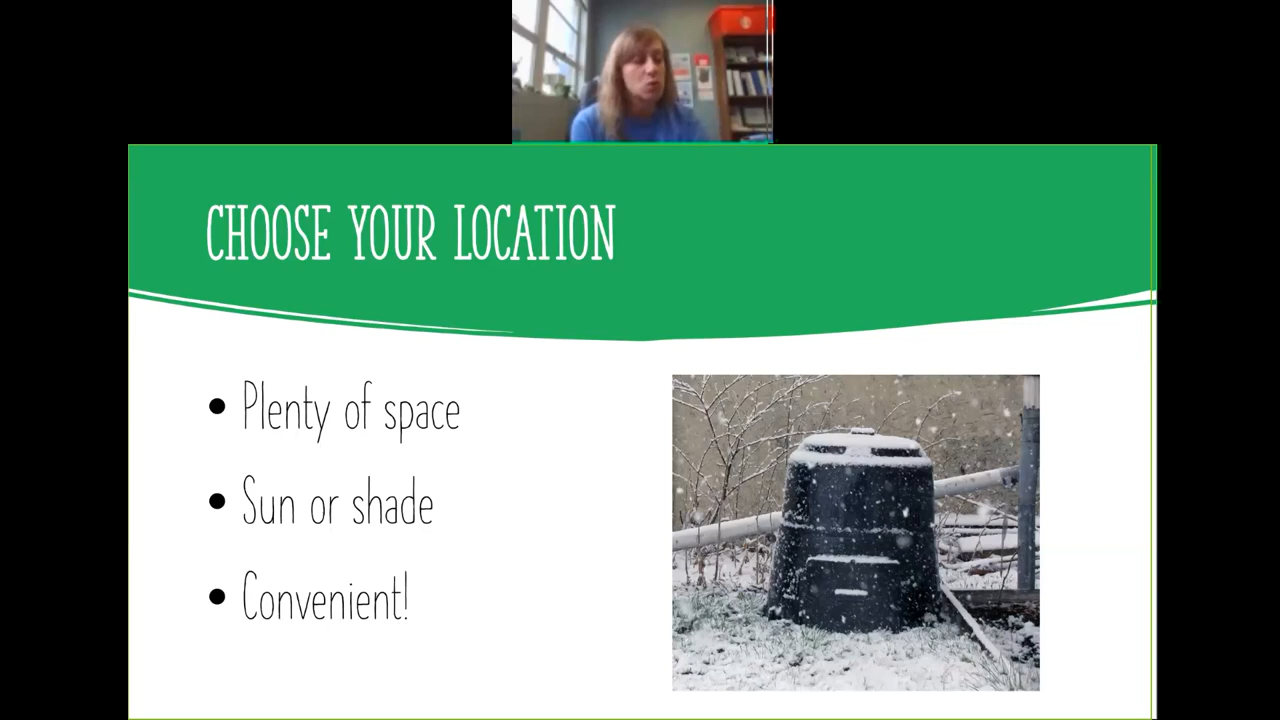 CHOOSE YOUR LOCATION
• Plenty of space
• Sun or shade
• Convenient!